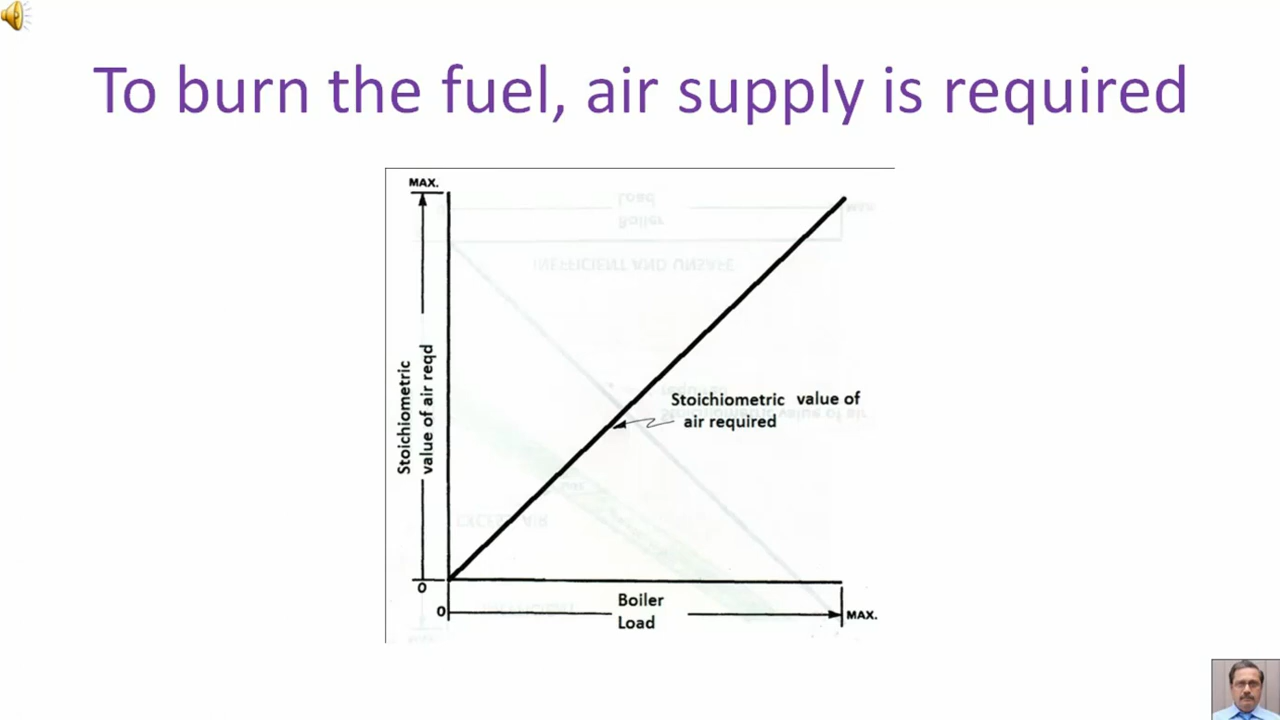 To burn the fuel, air supply is required
MAX.
Stoichiometric
value of air reqd
Stoichiometric value of
air required
0
0
Boiler
Load
MAX.